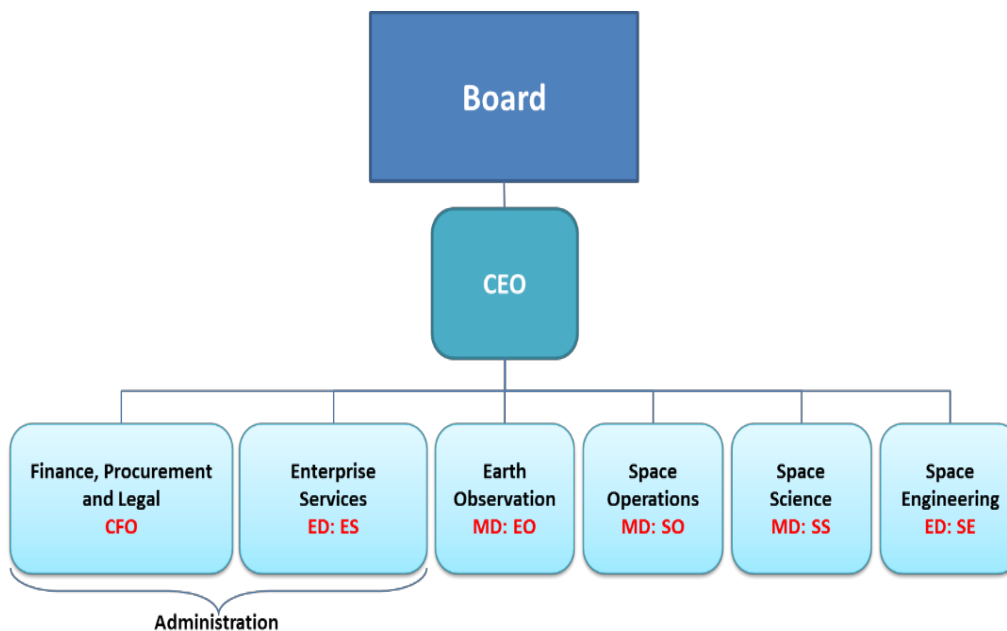 Board
CEO
Finance, Procurement
and Legal
CFO
Enterprise
Services
ED: ES
Earth
Observation
MD: EO
Space
Operations
MD: SO
Space
Science
MD: SS
Space
Engineering
ED: SE
Administration